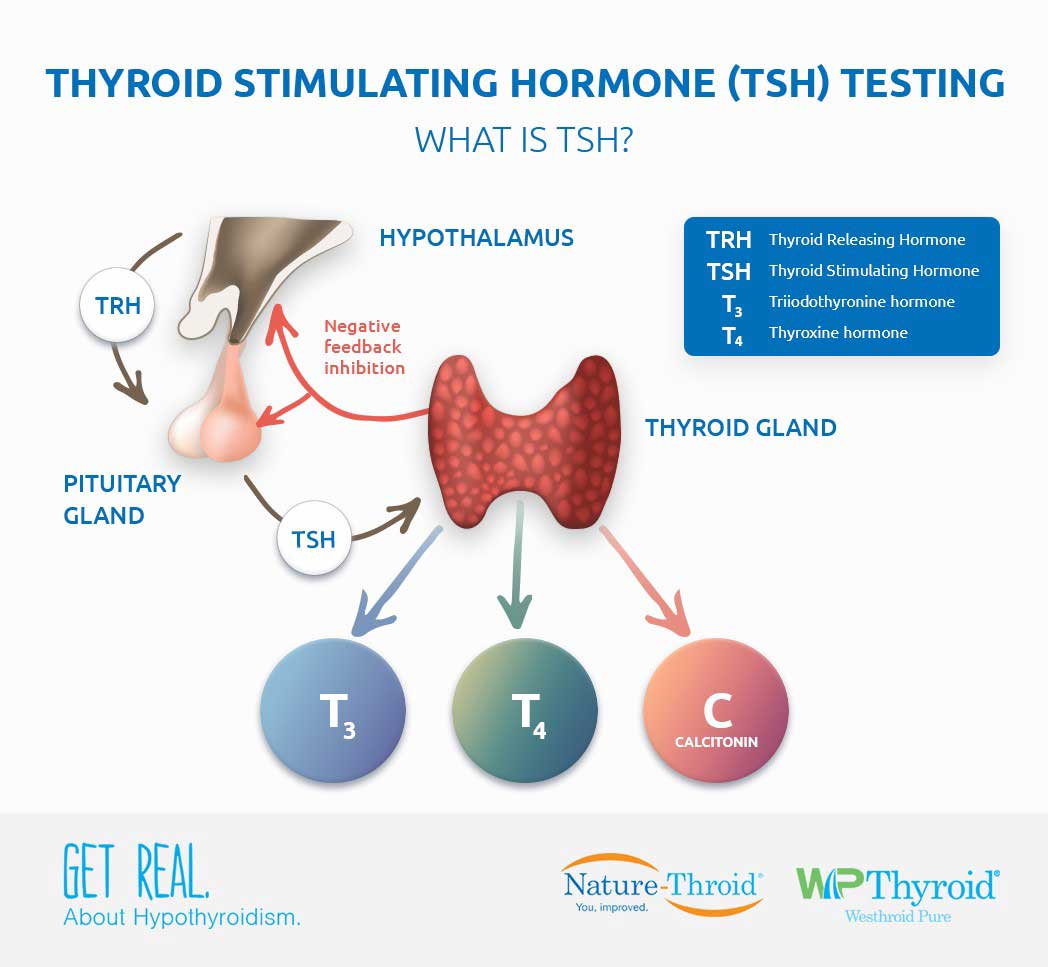 THYROID STIMULATING HORMONE (TSH) TESTING
WHAT IS TSH?
HYPOTHALAMUS
TRH Thyroid Releasing Hormone
TSH Thyroid Stimulating Hormone
T3 Triiodothyronine hormone
T4 Thyroxine hormone
TRH
Negative
feedback
inhibition
THYROID GLAND
PITUITARY
GLAND
TSH
T3
T4
C
CALCITONIN
GET REAL.
About Hypothyroidism.
Nature-Throid®
You, improved.
WP Thyroid®
Westhroid Pure